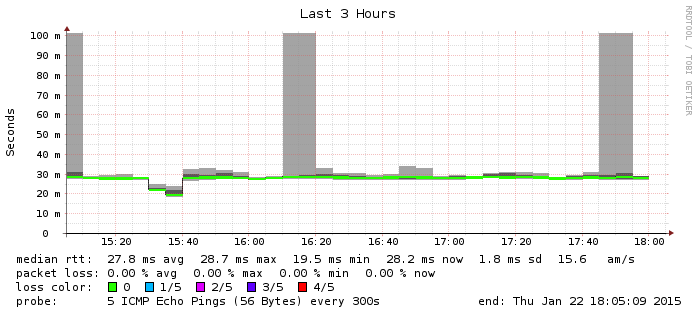 Last 3 Hours
RRDTOOL / TOBI OETIKER
Seconds
100 m
90 m
80 m
70 m
60 m
50 m
40 m
30 m
20 m
10 m
0
15:20 15:40 16:00 16:20 16:40 17:00 17:20 17:40 18:00
median rtt: 27.8 ms avg 28.7 ms max 19.5 ms min 28.2 ms now 1.8 ms sd 15.6 am/s
packet loss: 0.00 % avg 0.00 % max 0.00 % min 0.00 % now
loss color: 0 1/5 2/5 3/5 4/5
probe: 5 ICMP Echo Pings (56 Bytes) every 300s end: Thu Jan 22 18:05:09 2015